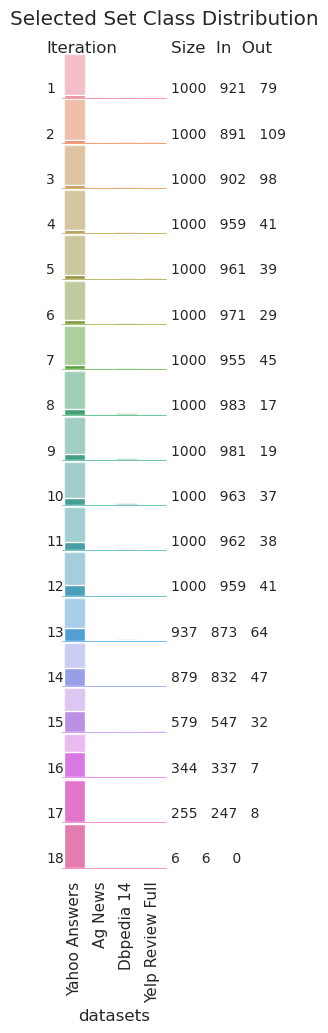 Selected Set Class Distribution
Iteration Size In Out
1 1000 921 79
2 1000 891 109
3 1000 902 98
4 1000 959 41
5 1000 961 39
6 1000 971 29
7 1000 955 45
8 1000 983 17
9 1000 981 19
10 1000 963 37
11 1000 962 38
12 1000 959 41
13 937 873 64
14 879 832 47
15 579 547 32
16 344 337 7
17 255 247 8
18 6 6 0
Yahoo Answers
Ag News
Dbpedia 14
Yelp Review Full
datasets